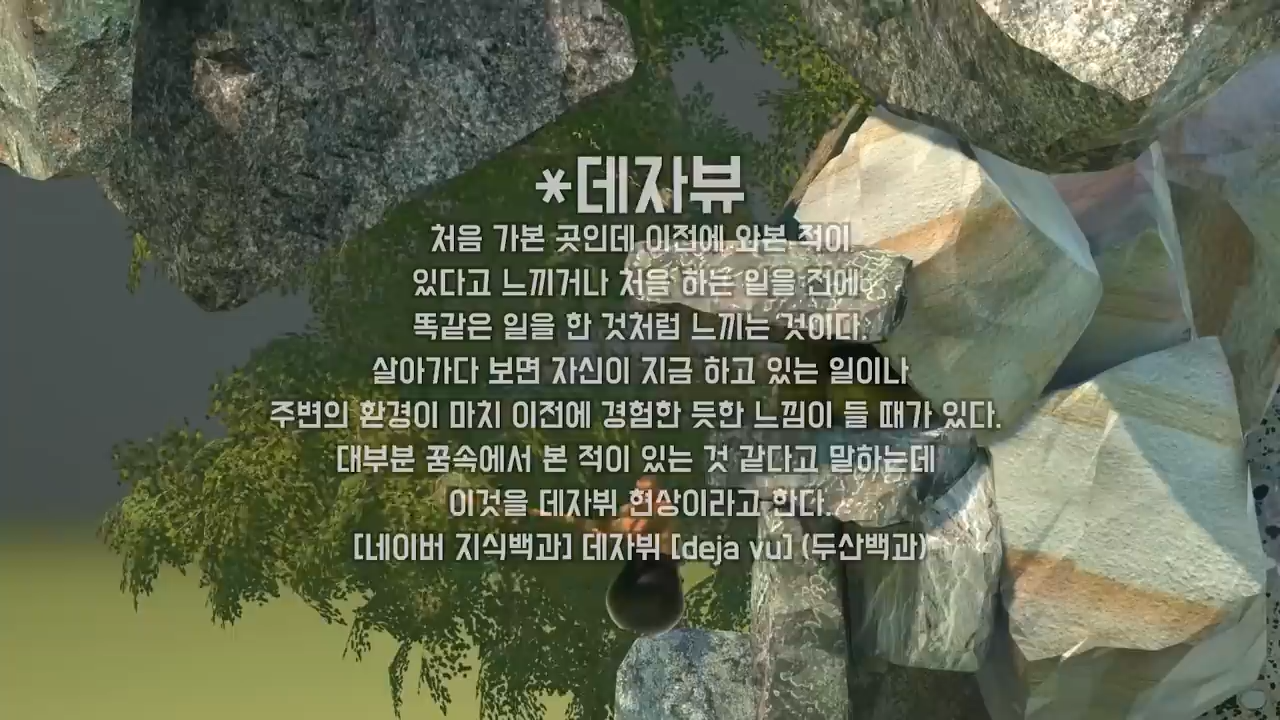 *데자뷰
처음 가본 곳인데 이전에 와본 적이
있다고 느끼거나 처음 하는 일을 전에
똑같은 일을 한 것처럼 느끼는 것이다.
살아가다 보면 자신이 지금 하고 있는 일이나
주변의 환경이 마치 이전에 경험한 듯한 느낌이 들 때가 있다.
대부분 꿈속에서 본 적이 있는 것 같다고 말하는데
이것을 데자뷔 현상이라고 한다.
[네이버 지식백과] 데자뷔 [deja vu] (두산백과)